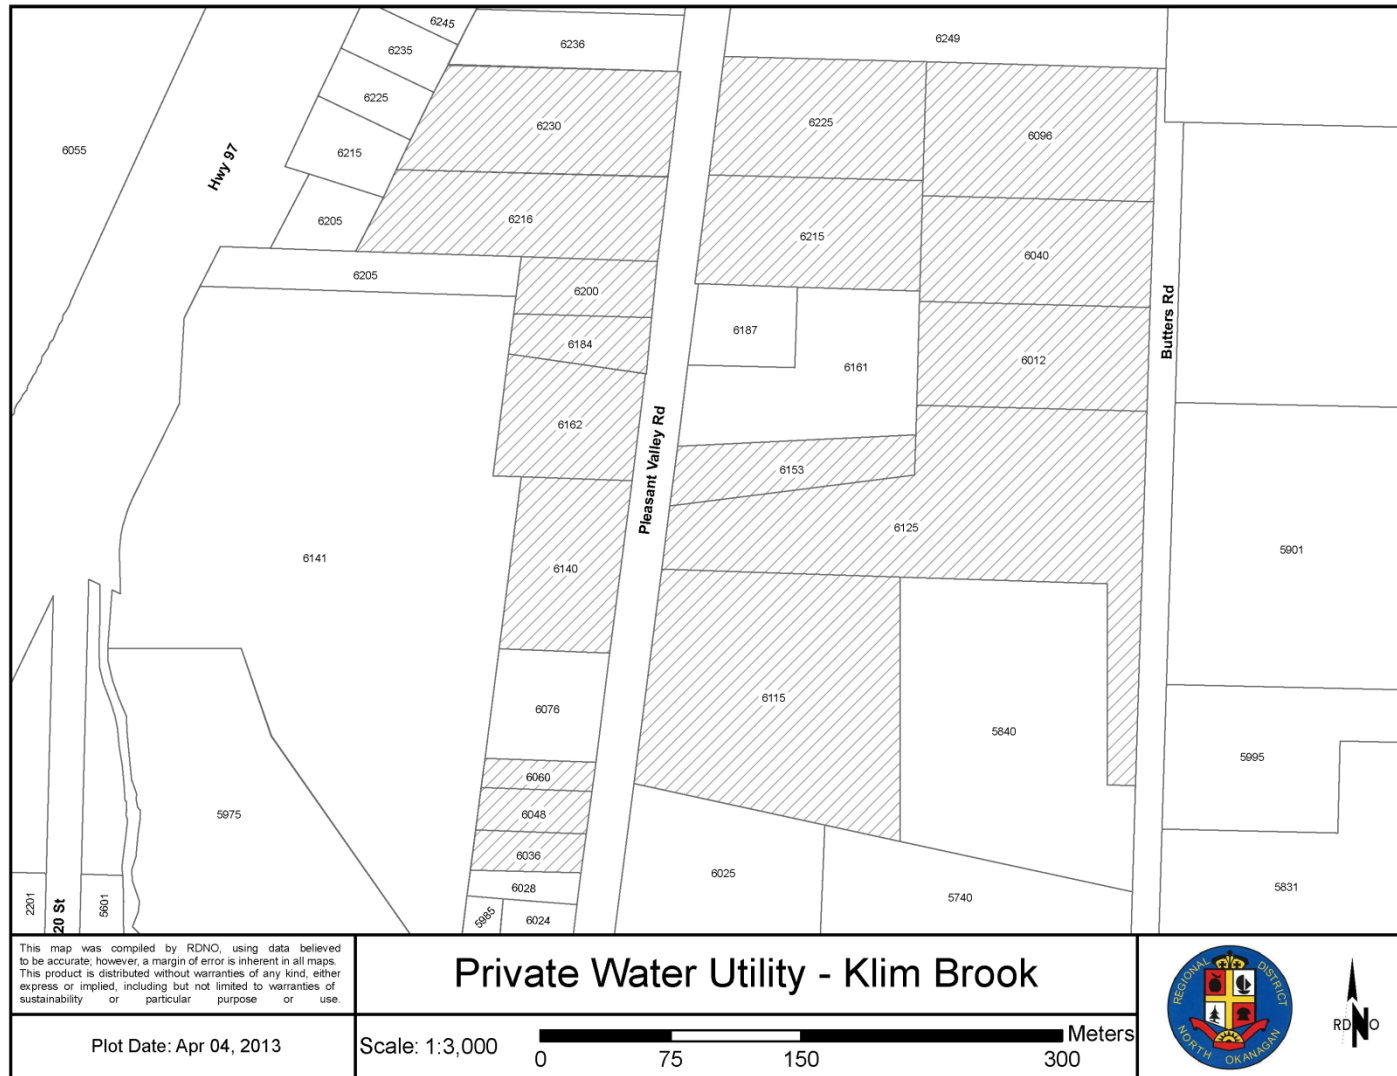 6245
6235
6236
6249
6225
6230
6225
6096
6055
6215
Hwy 97
6205
6216
6215
6040
6205
6200
6184
6187
6161
6012
Butters Rd
6162
Pleasant Valley Rd
6153
6125
6141
6140
5901
6115
6076
5840
5995
6060
5975
6048
6036
6025
6028
5740
5831
2201
20 St
5601
5985
6024
This map was compiled by RDNO, using data believed
to be accurate; however, a margin of error is inherent in all maps.
This product is distributed without warranties of any kind, either
express or implied, including but not limited to warranties of
sustainability or particular purpose or use.
Plot Date: Apr 04, 2013
Private Water Utility - Klim Brook
Scale: 1:3,000
Meters
0 75 150 300
REGIONAL DISTRICT
NORTH OKANAGAN
RDNO